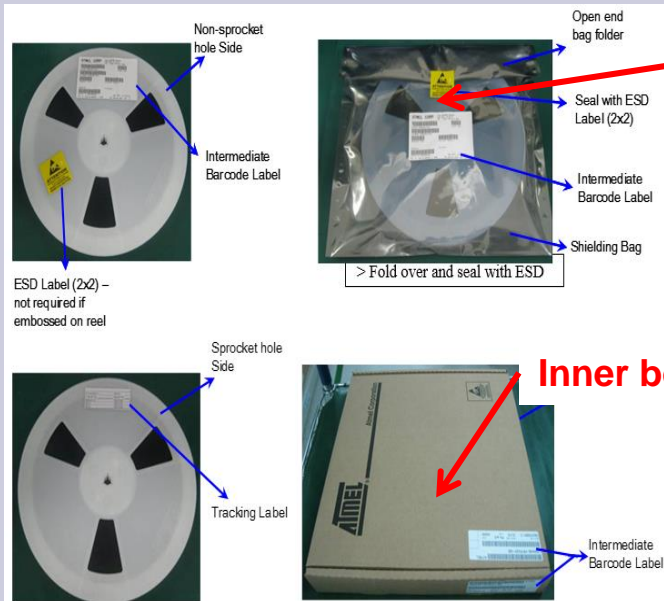 Non-sprocket
hole Side
Intermediate
Barcode Label
ESD Label (2x2) –
not required if
embossed on reel
Open end
bag folder
Seal with ESD
Label (2x2)
Intermediate
Barcode Label
Shielding Bag
> Fold over and seal with ESD
Sprocket hole
Side
Tracking Label
Inner bo
Atmel Corporation
ATMEL
Intermediate
Barcode Label